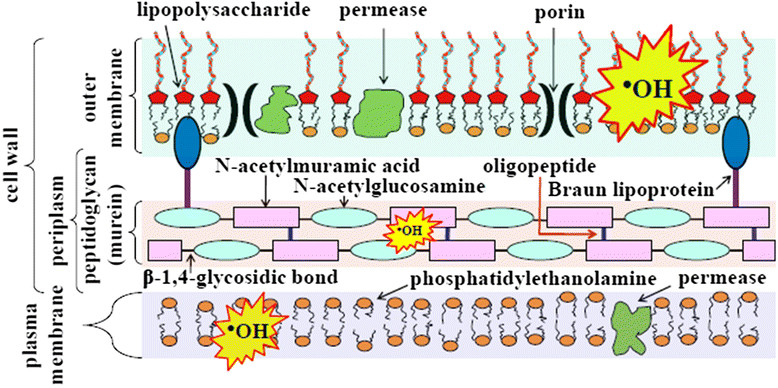 lipopolysaccharide permease porin
cell wall
outer
membrane
•OH
periplasm
peptidoglycan
(murein)
N-acetylmuramic acid oligopeptide
N-acetylglucosamine Braun lipoprotein
•OH
β-1,4-glycosidic bond phosphatidylethanolamine permease
plasma
membrane
•OH